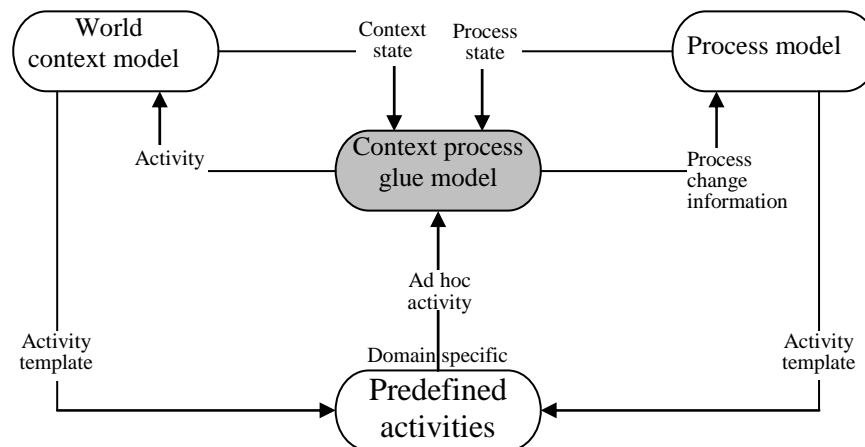 World
context model
Context
state
Process
state
Process model
Activity
Context process
glue model
Process
change
information
Ad hoc
activity
Activity
template
Domain specific
Predefined
activities
Activity
template